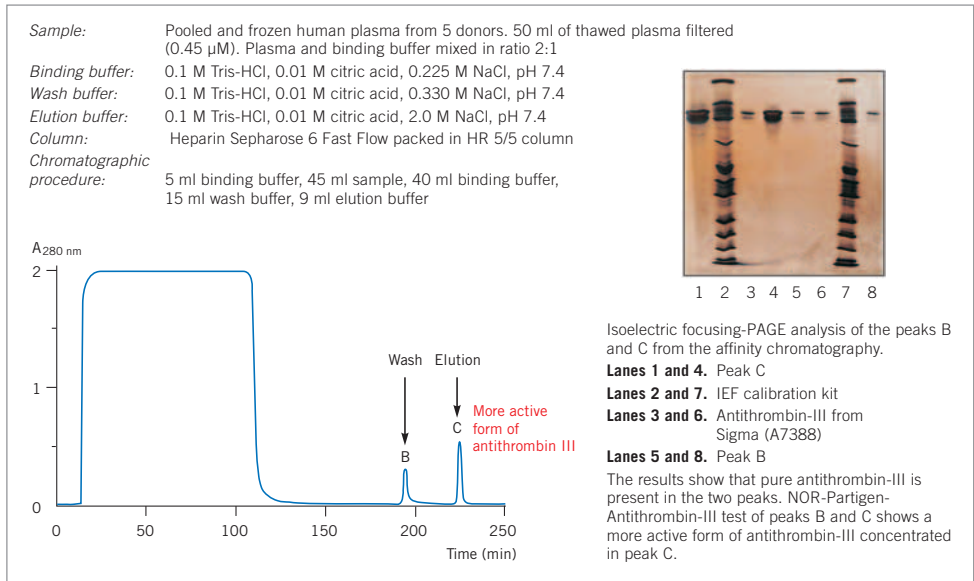 Sample: Pooled and frozen human plasma from 5 donors. 50 ml of thawed plasma filtered
(0.45 µM). Plasma and binding buffer mixed in ratio 2:1
Binding buffer: 0.1 M Tris-HCl, 0.01 M citric acid, 0.225 M NaCl, pH 7.4
Wash buffer: 0.1 M Tris-HCl, 0.01 M citric acid, 0.330 M NaCl, pH 7.4
Elution buffer: 0.1 M Tris-HCl, 0.01 M citric acid, 2.0 M NaCl, pH 7.4
Column: Heparin Sepharose 6 Fast Flow packed in HR 5/5 column
Chromatographic
procedure: 5 ml binding buffer, 45 ml sample, 40 ml binding buffer,
15 ml wash buffer, 9 ml elution buffer
A280 nm
2
1
0
0 50 100 150 200 250
Time (min)
Wash Elution
B
C
More active
form of
antithrombin III
1 2 3 4 5 6 7 8
Isoelectric focusing-PAGE analysis of the peaks B
and C from the affinity chromatography.
Lanes 1 and 4. Peak C
Lanes 2 and 7. IEF calibration kit
Lanes 3 and 6. Antithrombin-III from
Sigma (A7388)
Lanes 5 and 8. Peak B
The results show that pure antithrombin-III is
present in the two peaks. NOR-Partigen-
Antithrombin-III test of peaks B and C shows a
more active form of antithrombin-III concentrated
in peak C.